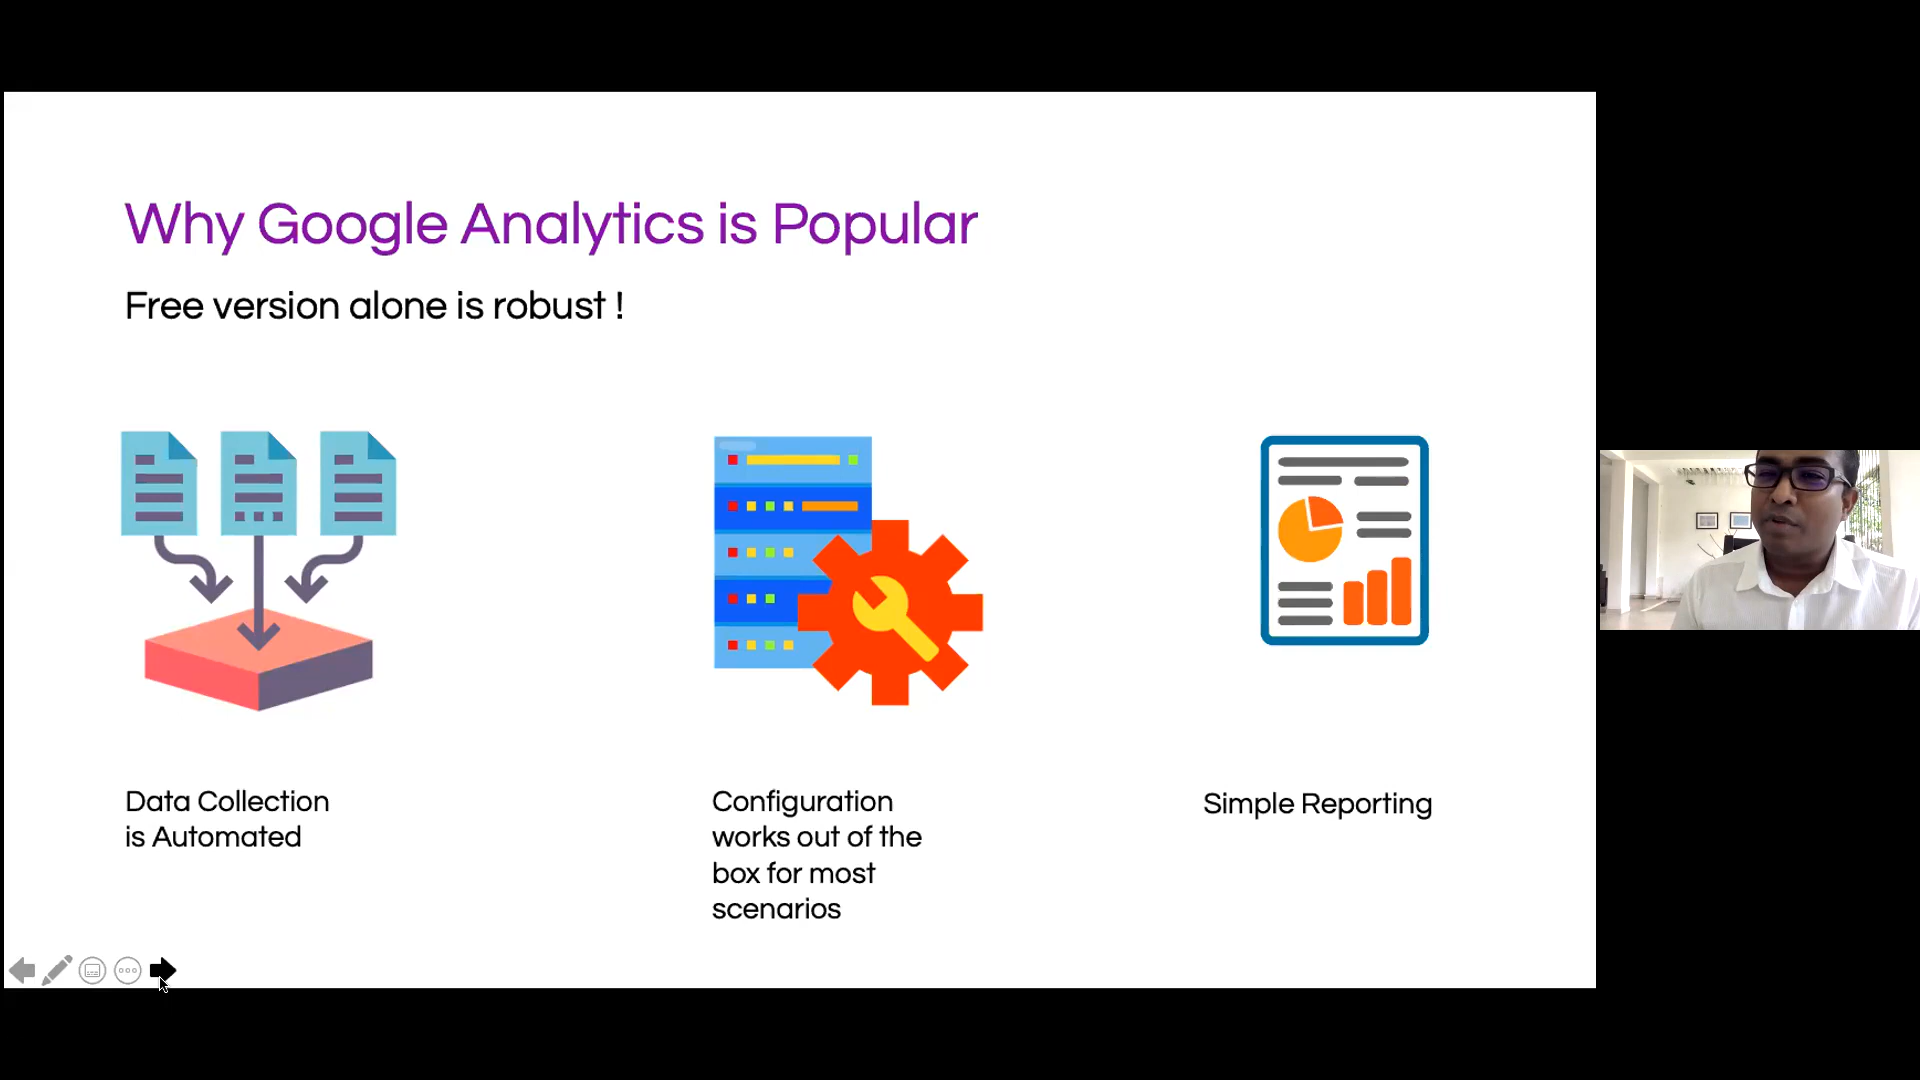 Why Google Analytics is Popular
Free version alone is robust !
Data Collection
is Automated
Configuration
works out of the
box for most
scenarios
Simple Reporting